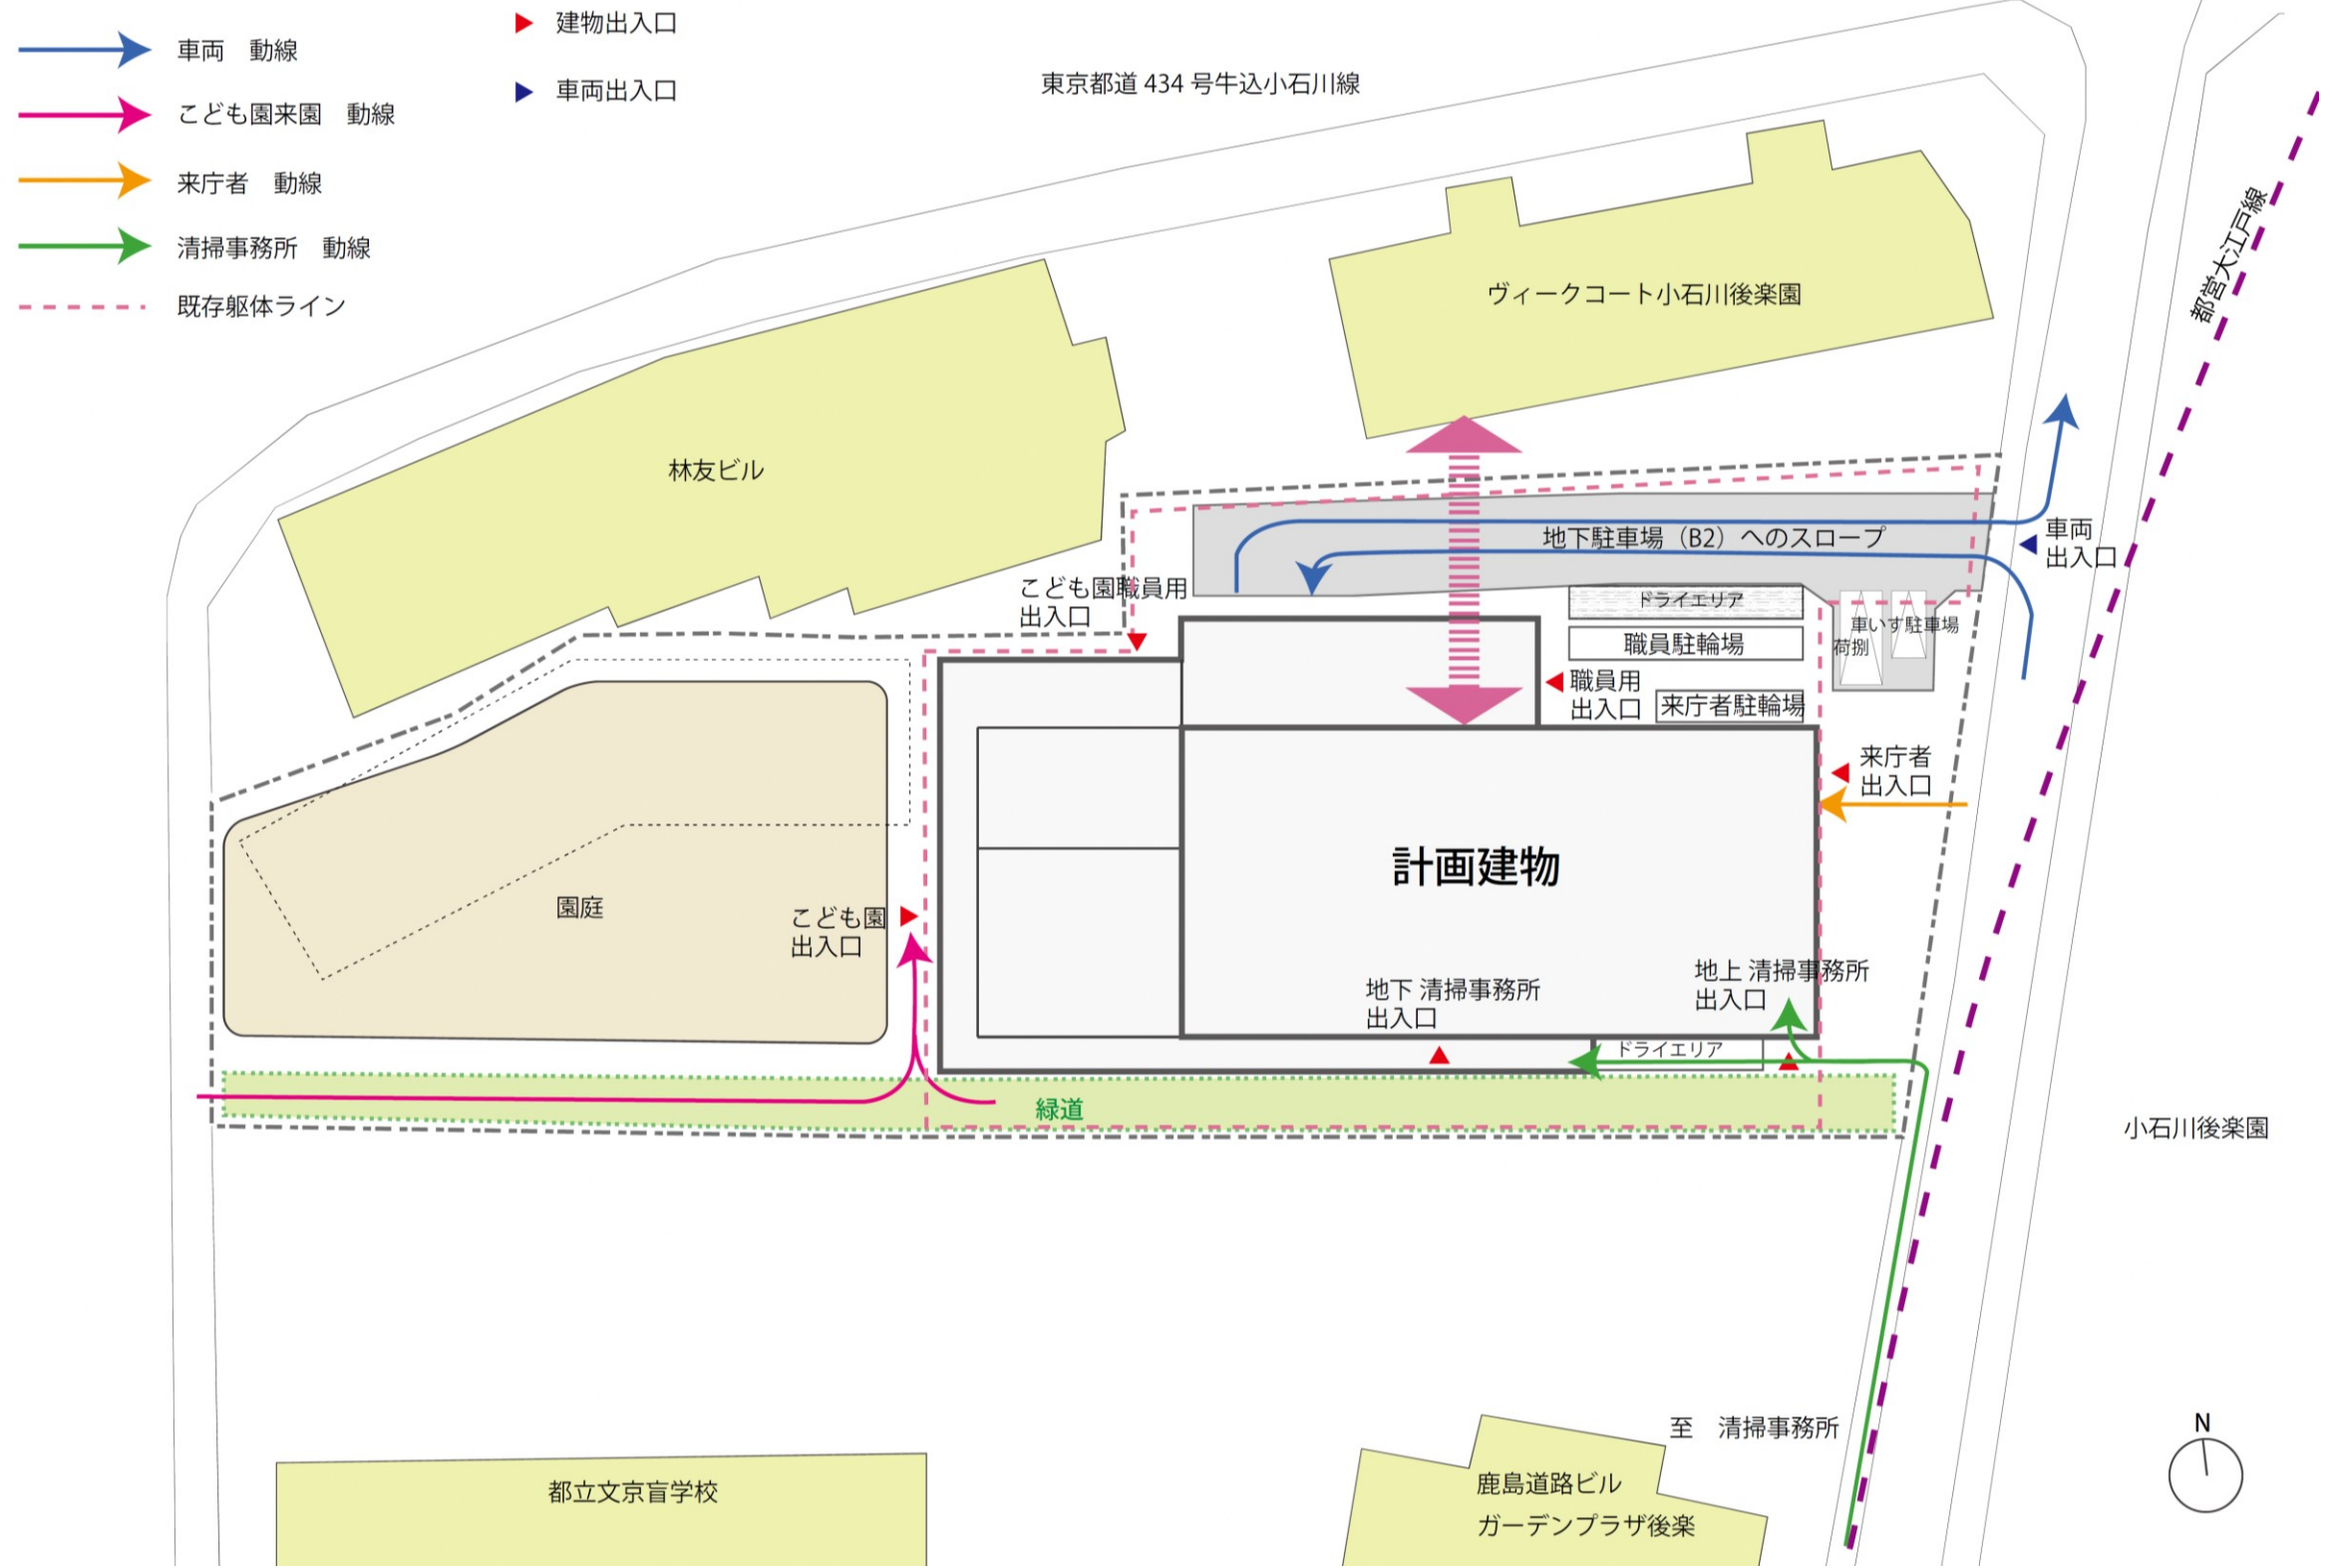 建物出入口
車両　動線
車両出入口
こども園来園　動線
来庁者　動線
清掃事務所　動線
既存躯体ライン
東京都道 434 号牛込小石川線
都営大江戸線
ヴィークコート小石川後楽園
林友ビル
地下駐車場（B2）へのスロープ
車両
出入口
こども園職員用
出入口
ドライエリア
職員駐輪場
車いす駐車場
荷捌
職員用
出入口
来庁者駐輪場
来庁者
出入口
計画建物
園庭
こども園
出入口
地下 清掃事務所
出入口
地上 清掃事務所
出入口
ドライエリア
緑道
小石川後楽園
至　清掃事務所
N
都立文京盲学校
鹿島道路ビル
ガーデンプラザ後楽